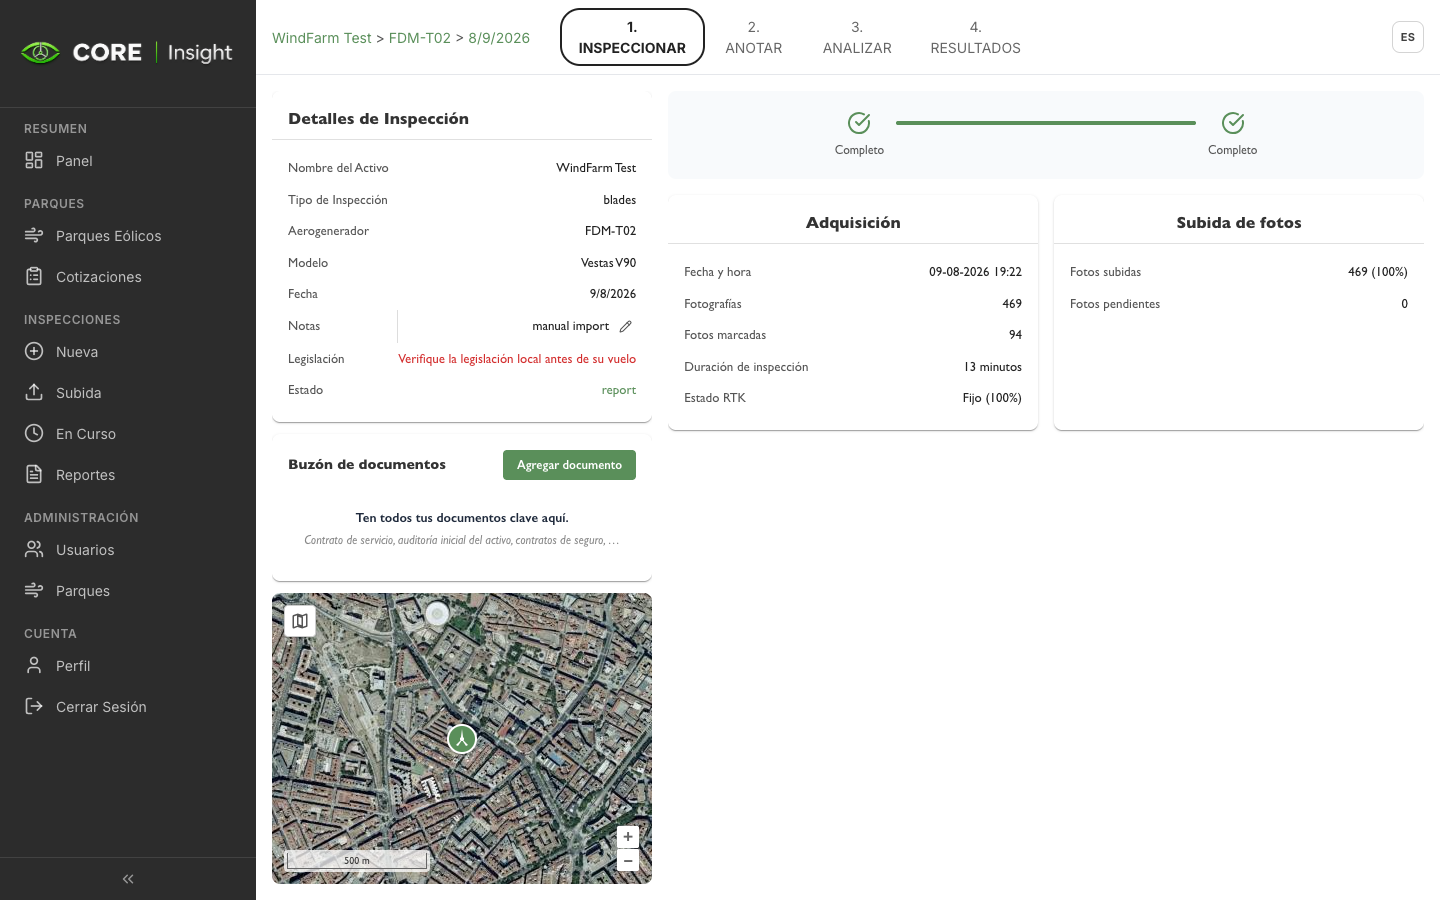 CORE | Insight
RESUMEN
Panel
PARQUES
Parques Eólicos
Cotizaciones
INSPECCIONES
Nueva
Subida
En Curso
Reportes
ADMINISTRACIÓN
Usuarios
Parques
CUENTA
Perfil
Cerrar Sesión
WindFarm Test > FDM-T02 > 8/9/2026
1.
INSPECCIONAR
2.
ANOTAR
3.
ANALIZAR
4.
RESULTADOS
ES
Detalles de Inspección
Nombre del Activo WindFarm Test
Tipo de Inspección blades
Aerogenerador FDM-T02
Modelo Vestas V90
Fecha 9/8/2026
Notas manual import
Legislación Verifique la legislación local antes de su vuelo
Estado report
Buzón de documentos
Agregar documento
Ten todos tus documentos clave aquí.
Contrato de servicio, auditoría inicial del activo, contratos de seguro, …
500 m
+
−
Completo
Completo
Adquisición
Fecha y hora 09-08-2026 19:22
Fotografías 469
Fotos marcadas 94
Duración de inspección 13 minutos
Estado RTK Fijo (100%)
Subida de fotos
Fotos subidas 469 (100%)
Fotos pendientes 0